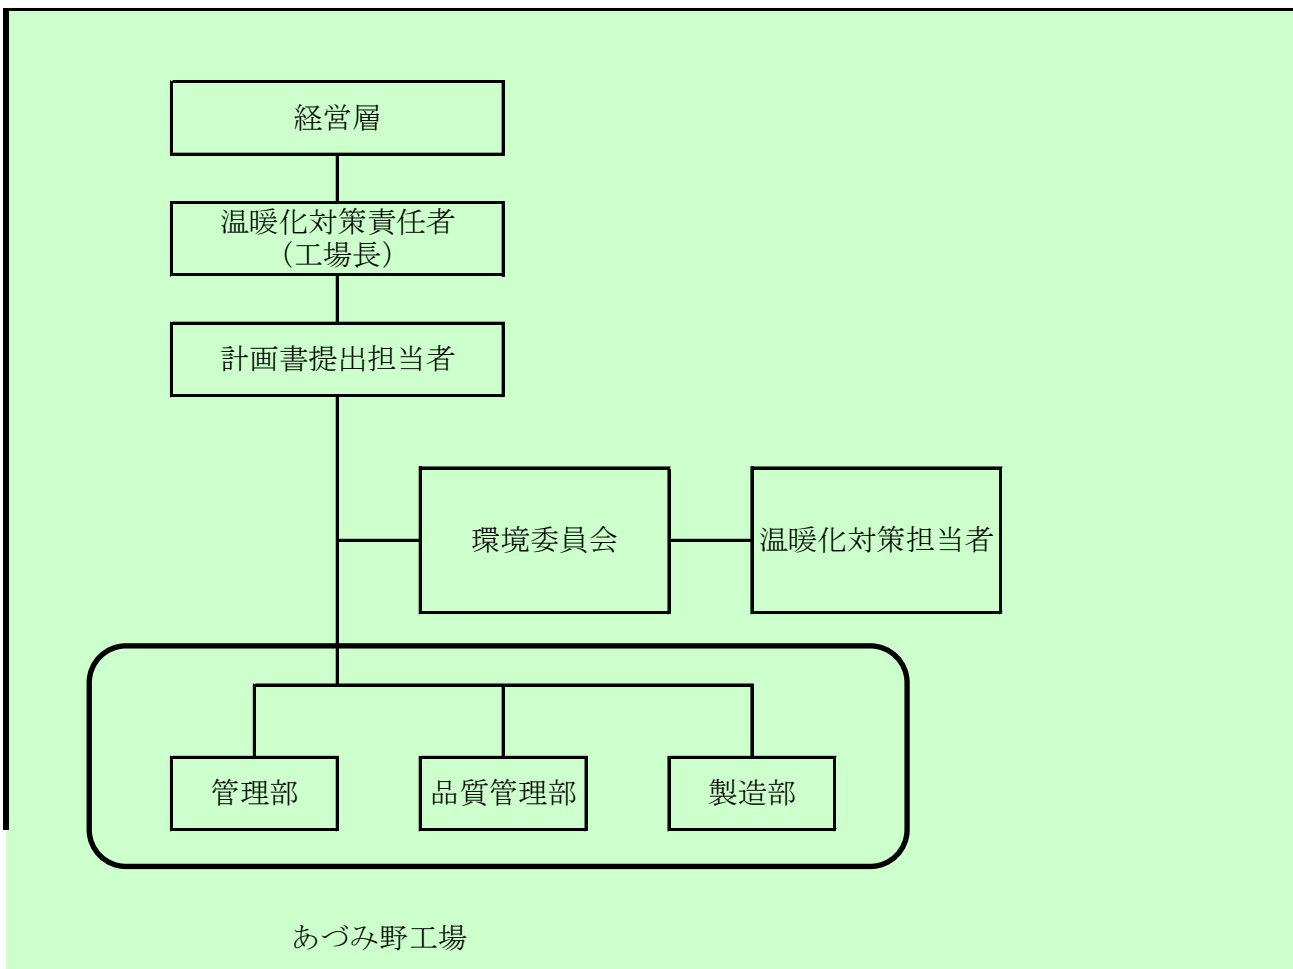 経営層
温暖化対策責任者
（工場長）
計画書提出担当者
環境委員会
温暖化対策担当者
管理部
品質管理部
製造部
あづみ野工場